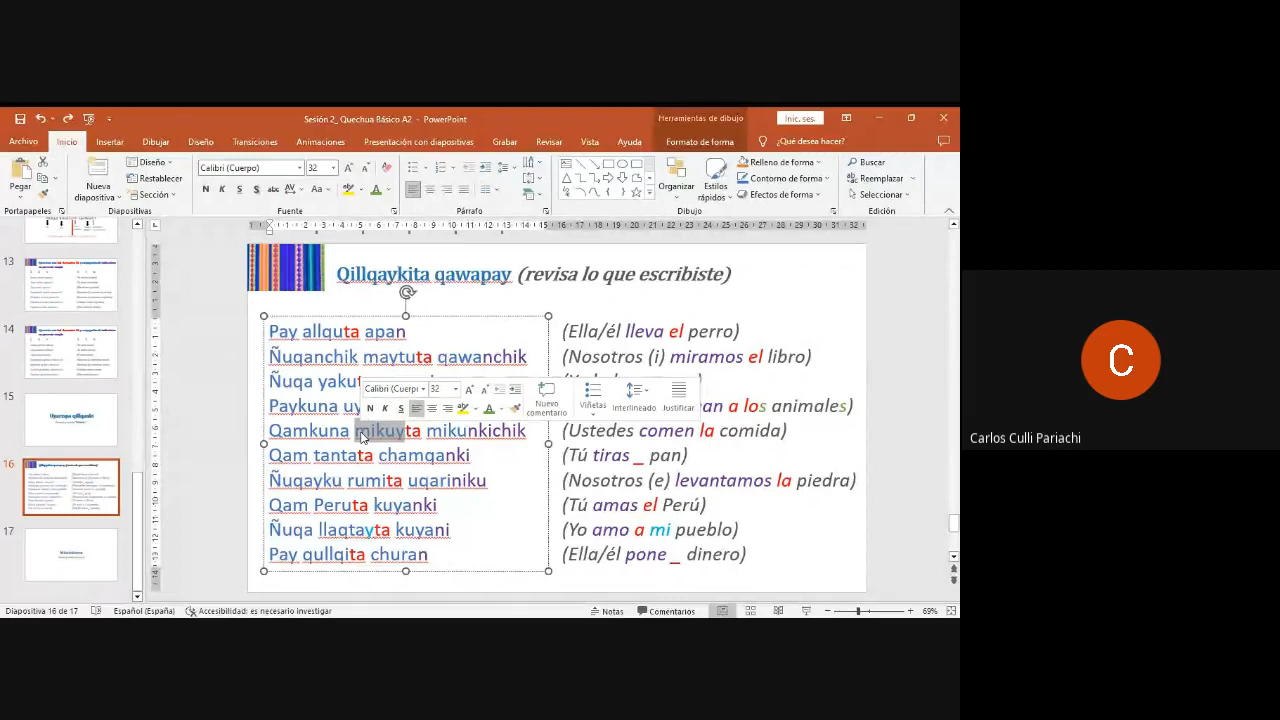 Sesión 2_ Quechua Básico A2 - PowerPoint
Herramientas de dibujo
Inic. ses.
Archivo Inicio Insertar Dibujar Diseño Transiciones Animaciones Presentación con diapositivas Grabar Revisar Vista Ayuda Formato de forma ¿Qué desea hacer?
Pegar
Nueva diapositiva
Diseño
Restablecer
Sección
Calibri (Cuerpo) 32
N K S S abc AV Aa A
Organizar
Estilos rápidos
Relleno de forma
Contorno de forma
Efectos de forma
Buscar
Reemplazar
Seleccionar
Portapapeles Diapositivas Fuente Párrafo Dibujo Edición
13
14
15
16
17
Qillqaykita qawapay (revisa lo que escribiste)
Pay allquta apan (Ella/él lleva el perro)
Ñuqanchik maytuta qawanchik (Nosotros (i) miramos el libro)
Ñuqa yakut
Paykuna uy an a los animales)
Qamkuna mikuyta mikunkichik (Ustedes comen la comida)
Qam tantata chamqanki (Tú tiras _ pan)
Ñuqayku rumita uqariniku (Nosotros (e) levantamos la piedra)
Qam Peruta kuyanki (Tú amas el Perú)
Ñuqa llaqtayta kuyani (Yo amo a mi pueblo)
Pay qullqita churan (Ella/él pone _ dinero)
Calibri (Cuerpo 32
N K S
Nuevo comentario
Viñetas
Interlineado
Justificar
Diapositiva 16 de 17 Español (España) Accesibilidad: es necesario investigar Notas Comentarios 69%
C
Carlos Culli Pariachi